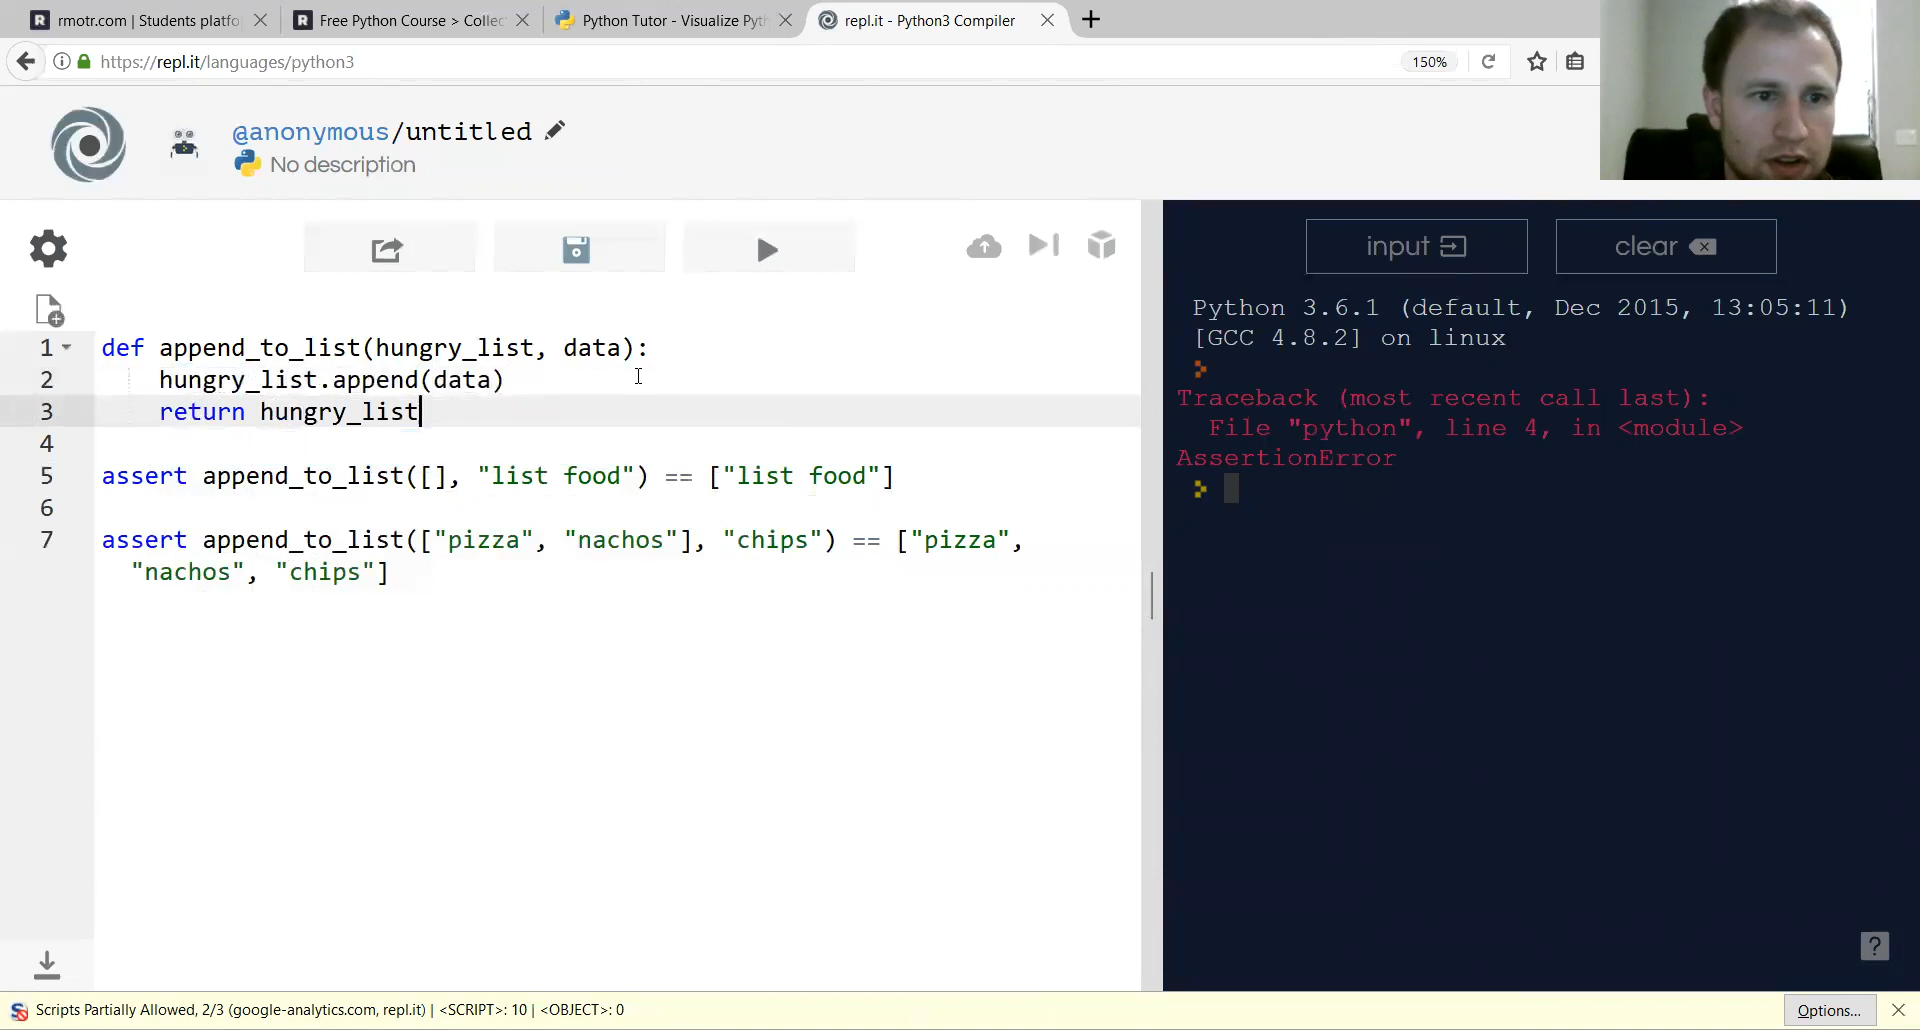 rmotr.com | Students platfo
Free Python Course > Collec
Python Tutor - Visualize Pyt
repl.it - Python3 Compiler
https://repl.it/languages/python3
150%
@anonymous/untitled
No description
input
clear
Python 3.6.1 (default, Dec 2015, 13:05:11)
[GCC 4.8.2] on linux
Traceback (most recent call last):
File "python", line 4, in <module>
AssertionError
1 def append_to_list(hungry_list, data):
2 hungry_list.append(data)
3 return hungry_list
4
5 assert append_to_list([], "list food") == ["list food"]
6
7 assert append_to_list(["pizza", "nachos"], "chips") == ["pizza",
"nachos", "chips"]
?
Scripts Partially Allowed, 2/3 (google-analytics.com, repl.it) | <SCRIPT>: 10 | <OBJECT>: 0
Options...